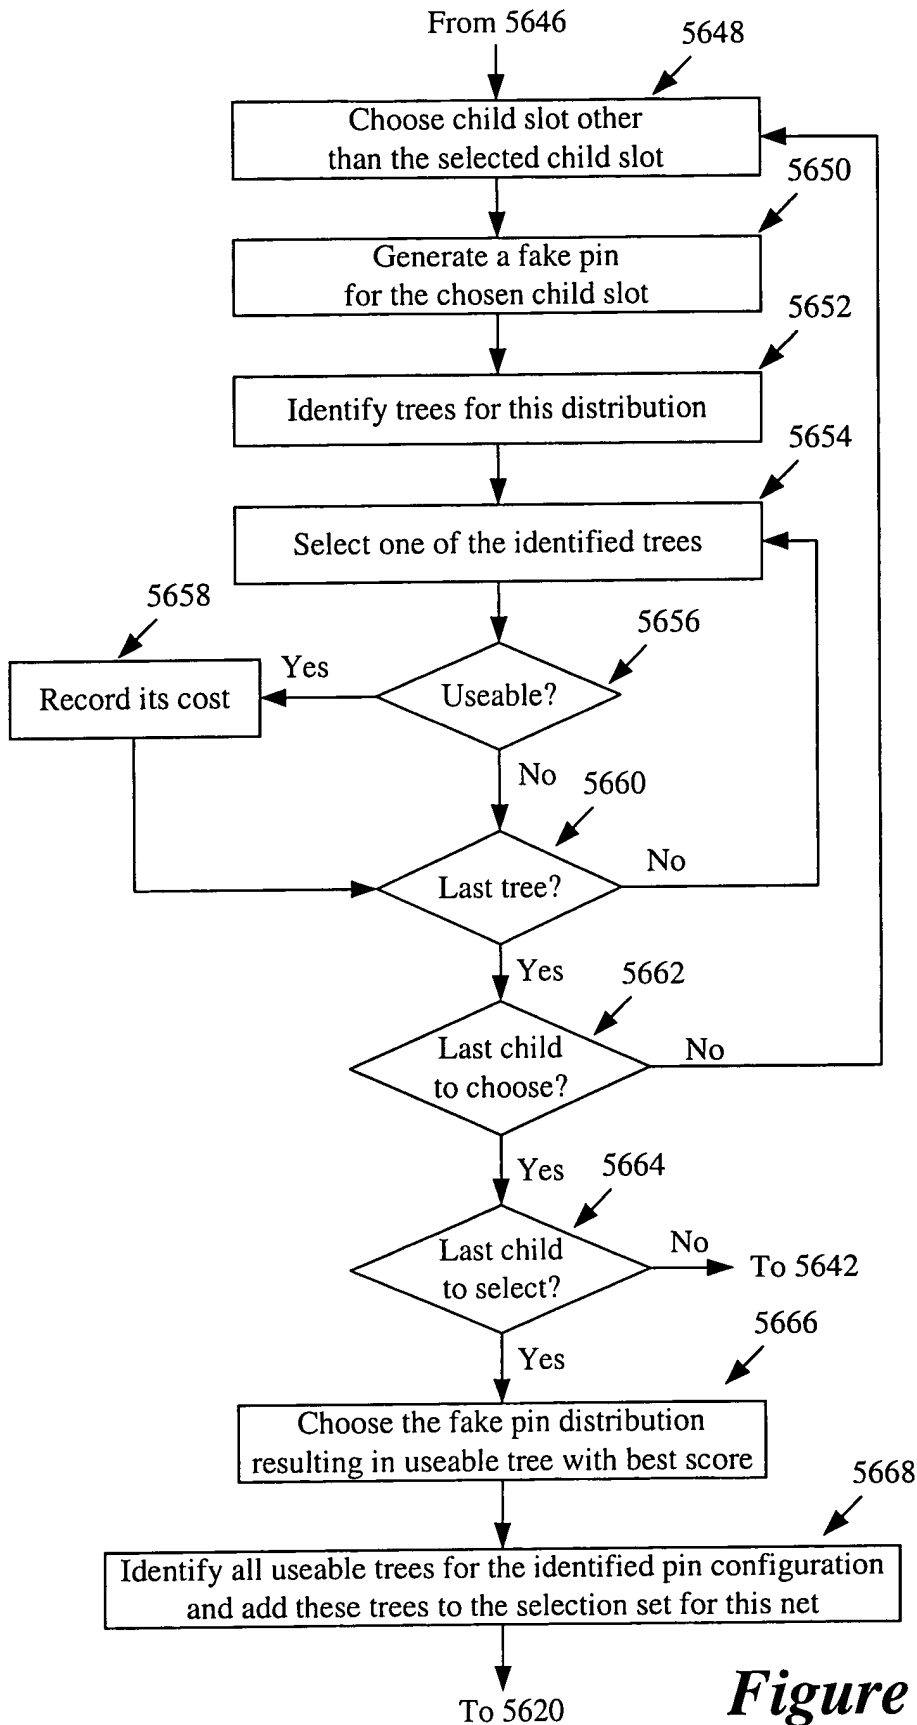 From 5646
5648
Choose child slot other
than the selected child slot
5650
Generate a fake pin
for the chosen child slot
5652
Identify trees for this distribution
5654
Select one of the identified trees
5658
5656
Yes
Useable?
Record its cost
No
5660
No
Last tree?
Yes
5662
Last child
to choose?
No
Yes
5664
Last child
to select?
No
To 5642
5666
Yes
Choose the fake pin distribution
resulting in useable tree with best score
5668
Identify all useable trees for the identified pin configuration
and add these trees to the selection set for this net
To 5620
Figure